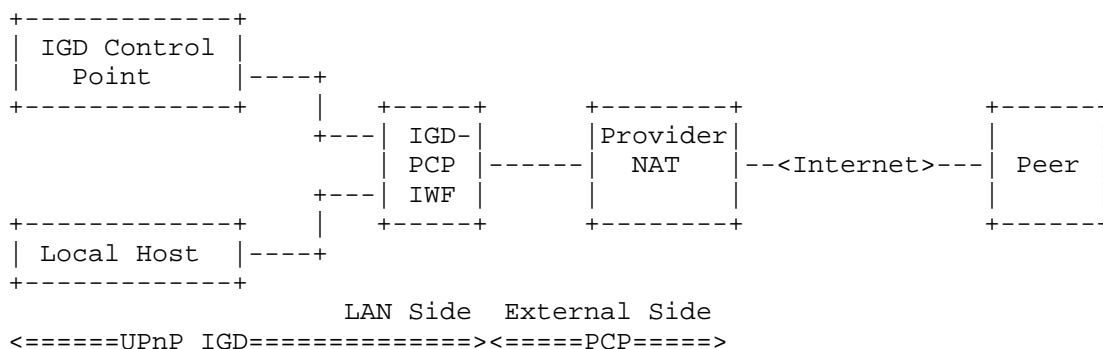 +-------------+
| IGD Control |
|   Point     |----+
+-------------+    |   +-----+      +--------+               +------+
                   +---| IGD-|      |Provider|               |      |
                       | PCP |------|  NAT   |--<Internet>---| Peer |
                   +---| IWF |      |        |               |      |
+-------------+    |   +-----+      +--------+               +------+
| Local Host  |----+
+-------------+
                     LAN Side  External Side
<======UPnP IGD==============><=====PCP=====>